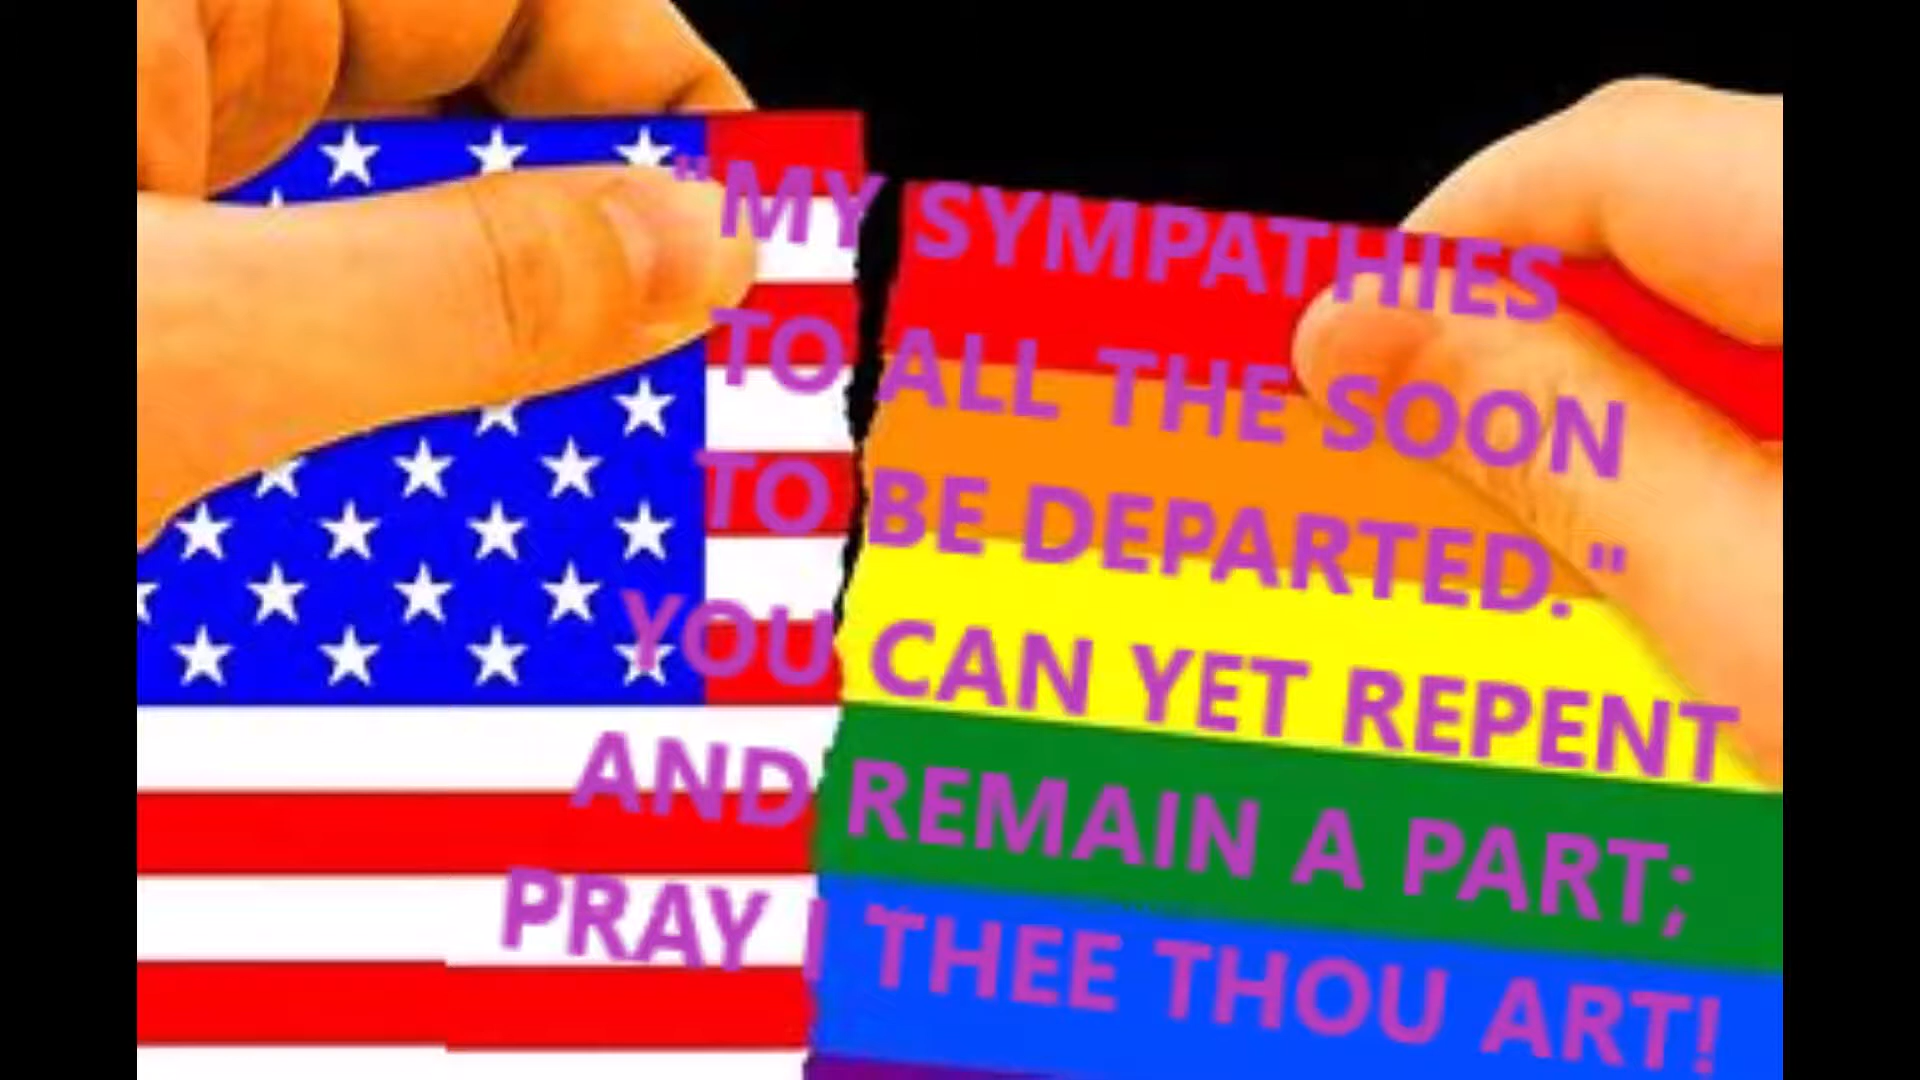 "MY SYMPATHIES
TO ALL THE SOON
TO BE DEPARTED."
YOU CAN YET REPENT
AND REMAIN A PART;
PRAY I THEE THOU ART!